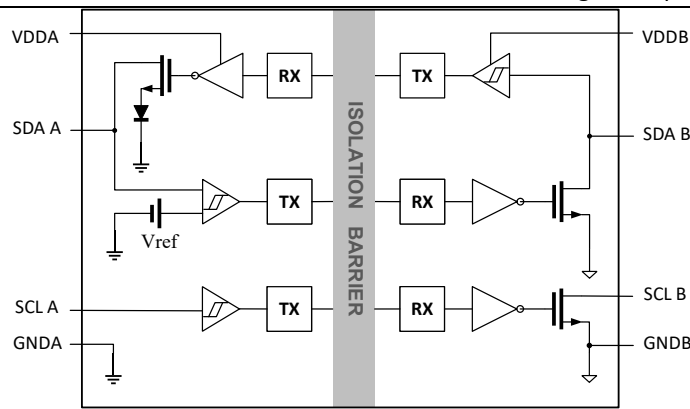 VDDA
VDDB
RX
TX
SDA A
SDA B
ISOLATION BARRIER
TX
RX
Vref
SCL A
TX
RX
SCL B
GNDA
GNDB